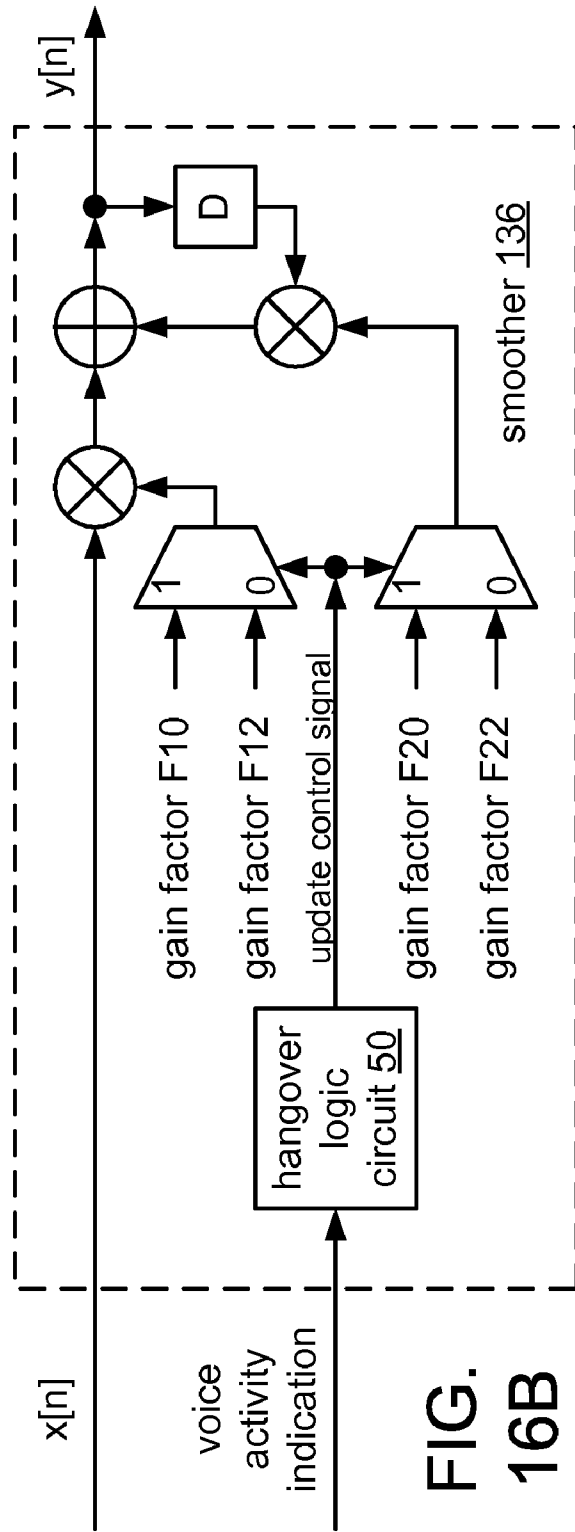 x[n]
y[n]
voice
activity
indication
hangover
logic
circuit 50
gain factor F10
gain factor F12
update control signal
gain factor F20
gain factor F22
1
0
1
0
D
smoother 136
FIG.
16B